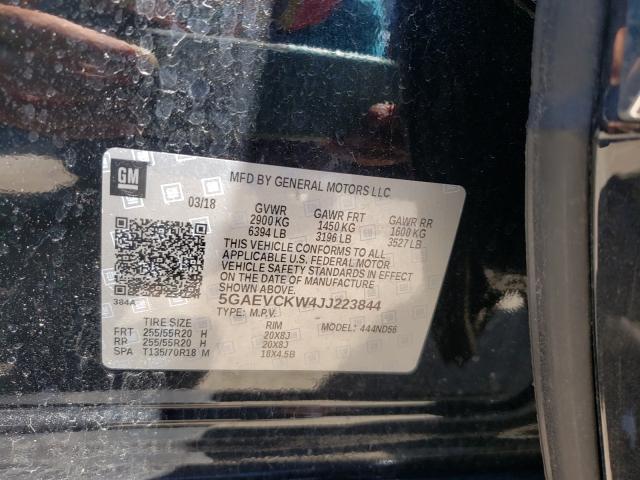 GM
MFD BY GENERAL MOTORS LLC
03/18
GVWR GAWR FRT GAWR RR
2900 KG 1450 KG 1600 KG
6394 LB 3196 LB 3527 LB
THIS VEHICLE CONFORMS TO ALL
APPLICABLE U.S. FEDERAL MOTOR
VEHICLE SAFETY STANDARDS IN EFFECT
ON THE DATE OF MANUFACTURE
SHOWN ABOVE.
384A
5GAEVCKW4JJ223844
TYPE: M.P.V. MODEL: 444ND56
TIRE SIZE RIM
FRT 255/55R20 H 20X8J
RR 255/55R20 H 20X8J
SPA T135/70R18 M 18X4.5B